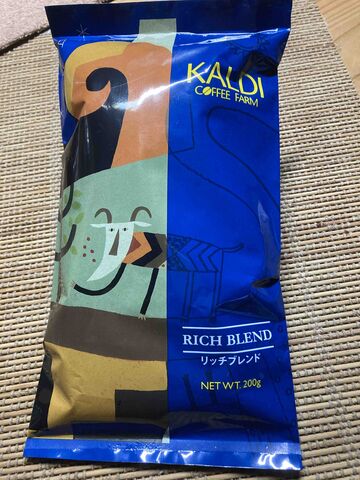 KALDI
COFFEE FARM
RICH BLEND
リッチブレンド
NET WT. 200g